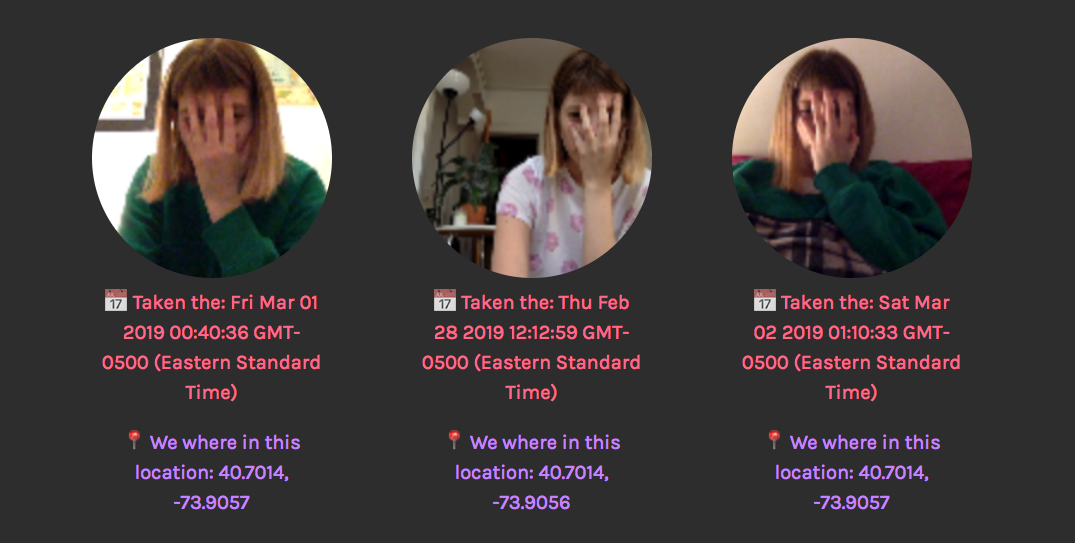 17 Taken the: Fri Mar 01
2019 00:40:36 GMT-
0500 (Eastern Standard
Time)
We where in this
location: 40.7014,
-73.9057
17 Taken the: Thu Feb
28 2019 12:12:59 GMT-
0500 (Eastern Standard
Time)
We where in this
location: 40.7014,
-73.9056
17 Taken the: Sat Mar
02 2019 01:10:33 GMT-
0500 (Eastern Standard
Time)
We where in this
location: 40.7014,
-73.9057